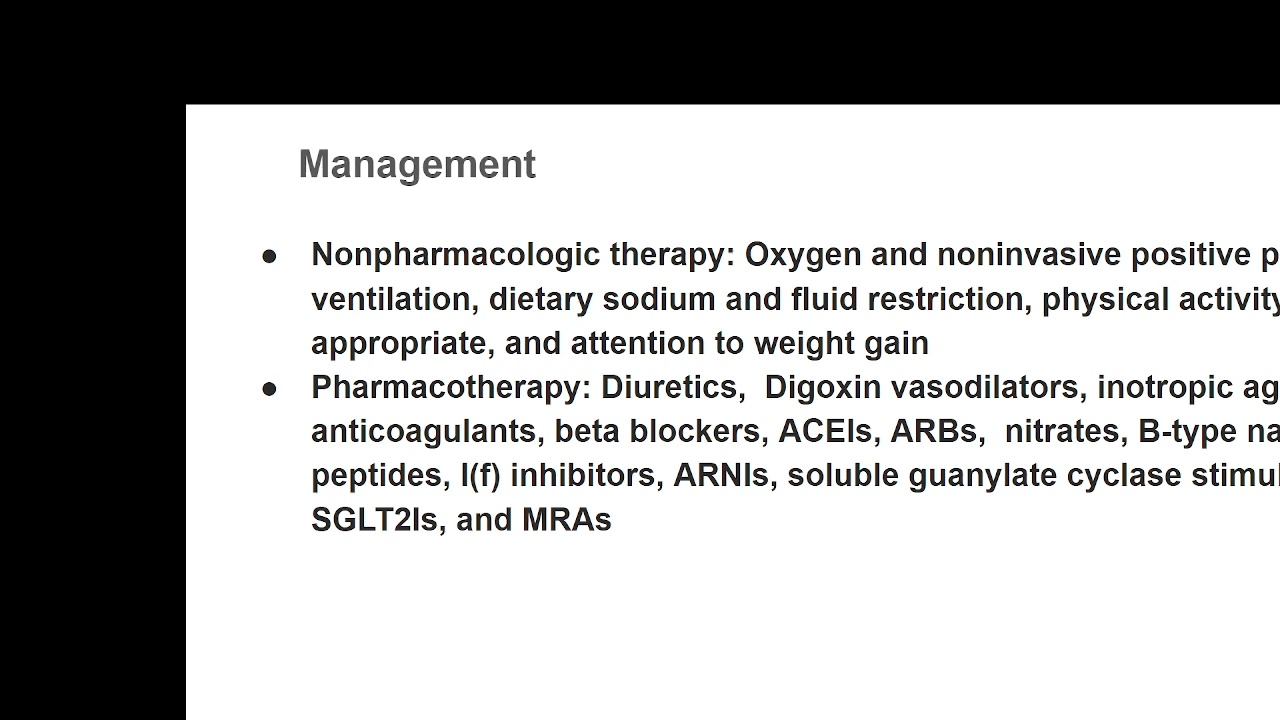 Management
● Nonpharmacologic therapy: Oxygen and noninvasive positive p
ventilation, dietary sodium and fluid restriction, physical activity
appropriate, and attention to weight gain
● Pharmacotherapy: Diuretics,  Digoxin vasodilators, inotropic ag
anticoagulants, beta blockers, ACEIs, ARBs,  nitrates, B-type na
peptides, I(f) inhibitors, ARNIs, soluble guanylate cyclase stimul
SGLT2Is, and MRAs